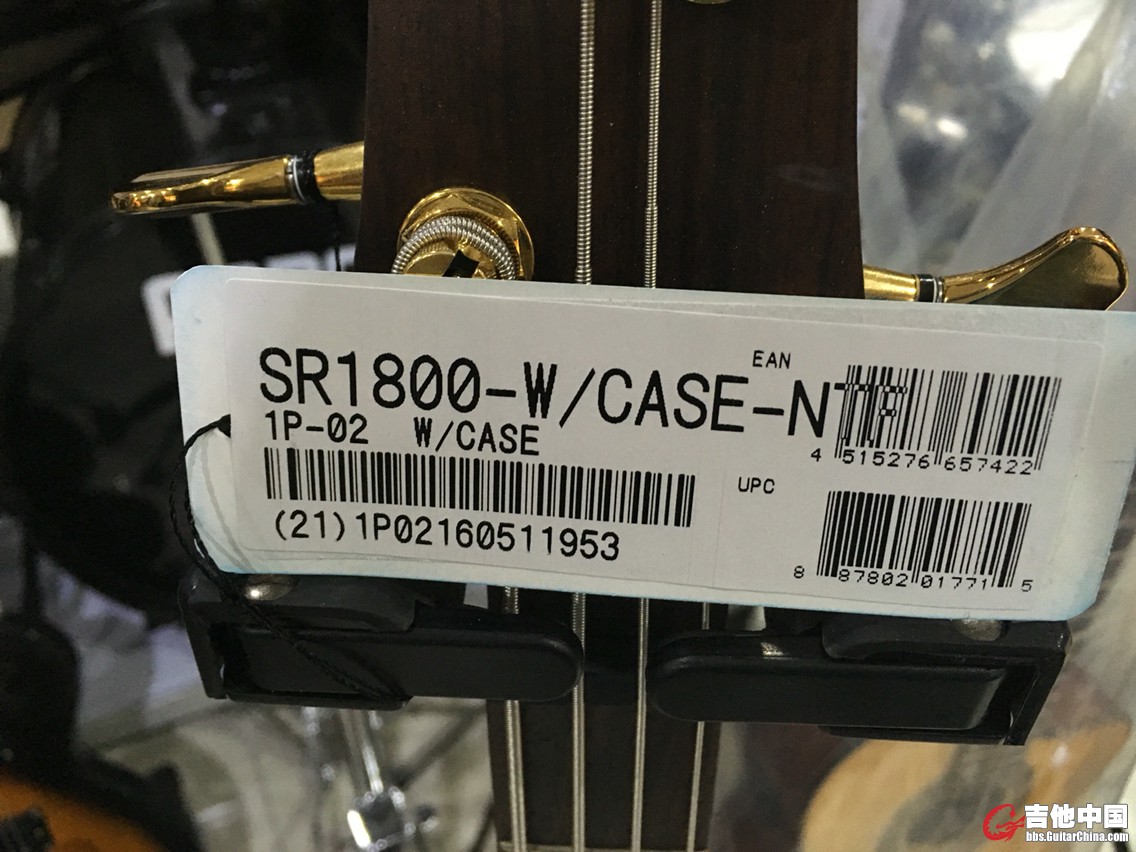 SR1800-W/CASE-NTF
EAN
1P-02 W/CASE
4 515276 657422
(21)1P02160511953
UPC
8 87802 01771 5
吉他中国
bbs.GuitarChina.com